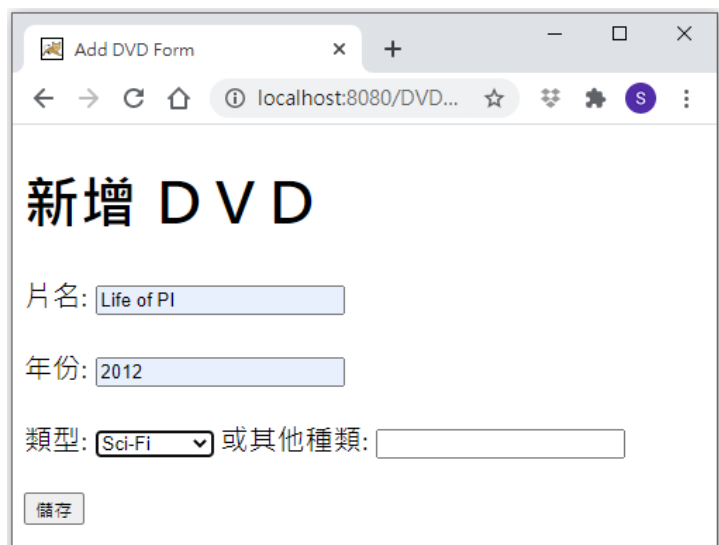 Add DVD Form
localhost:8080/DVD...
S
新增 ＤＶＤ
片名: Life of PI
年份: 2012
類型: Sci-Fi 或其他種類:
儲存